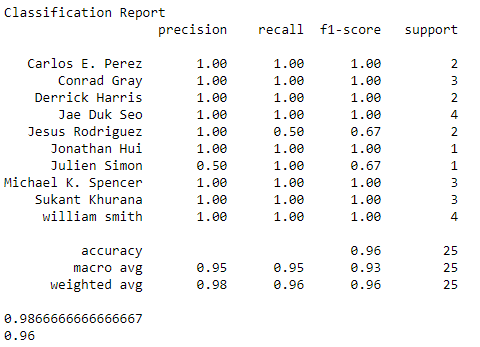 Classification Report
precision recall f1-score support
Carlos E. Perez 1.00 1.00 1.00 2
Conrad Gray 1.00 1.00 1.00 3
Derrick Harris 1.00 1.00 1.00 2
Jae Duk Seo 1.00 1.00 1.00 4
Jesus Rodriguez 1.00 0.50 0.67 2
Jonathan Hui 1.00 1.00 1.00 1
Julien Simon 0.50 1.00 0.67 1
Michael K. Spencer 1.00 1.00 1.00 3
Sukant Khurana 1.00 1.00 1.00 3
william smith 1.00 1.00 1.00 4
accuracy 0.96 25
macro avg 0.95 0.95 0.93 25
weighted avg 0.98 0.96 0.96 25
0.9866666666666667
0.96